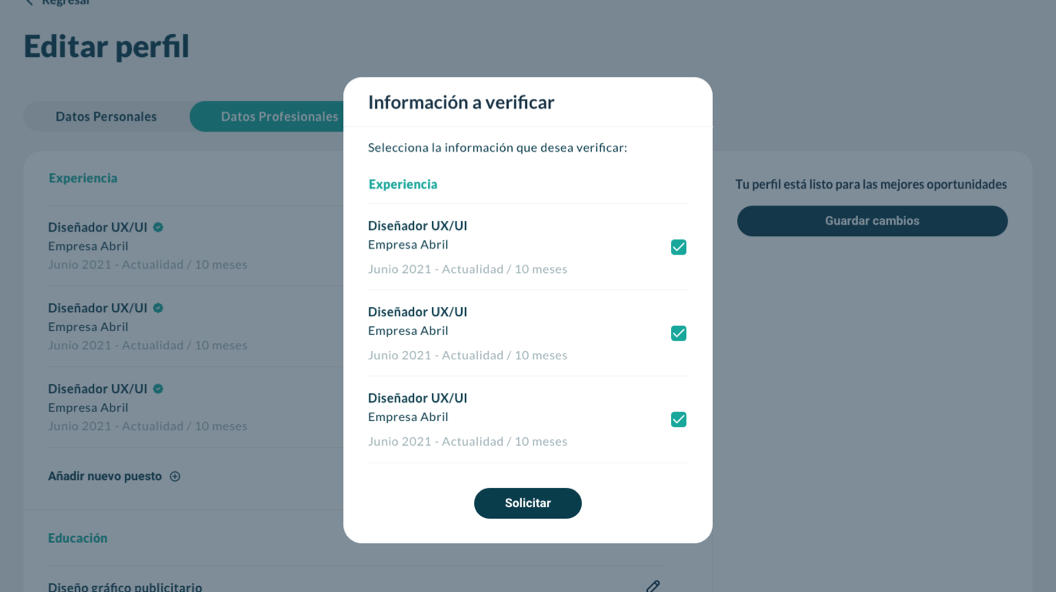 Regresar
Editar perfil
Datos Personales
Datos Profesionales
Experiencia
Diseñador UX/UI
Empresa Abril
Junio 2021 - Actualidad / 10 meses
Diseñador UX/UI
Empresa Abril
Junio 2021 - Actualidad / 10 meses
Diseñador UX/UI
Empresa Abril
Junio 2021 - Actualidad / 10 meses
Añadir nuevo puesto
Educación
Diseño gráfico publicitario
Información a verificar
Selecciona la información que desea verificar:
Experiencia
Diseñador UX/UI
Empresa Abril
Junio 2021 - Actualidad / 10 meses
Diseñador UX/UI
Empresa Abril
Junio 2021 - Actualidad / 10 meses
Diseñador UX/UI
Empresa Abril
Junio 2021 - Actualidad / 10 meses
Solicitar
Tu perfil está listo para las mejores oportunidades
Guardar cambios